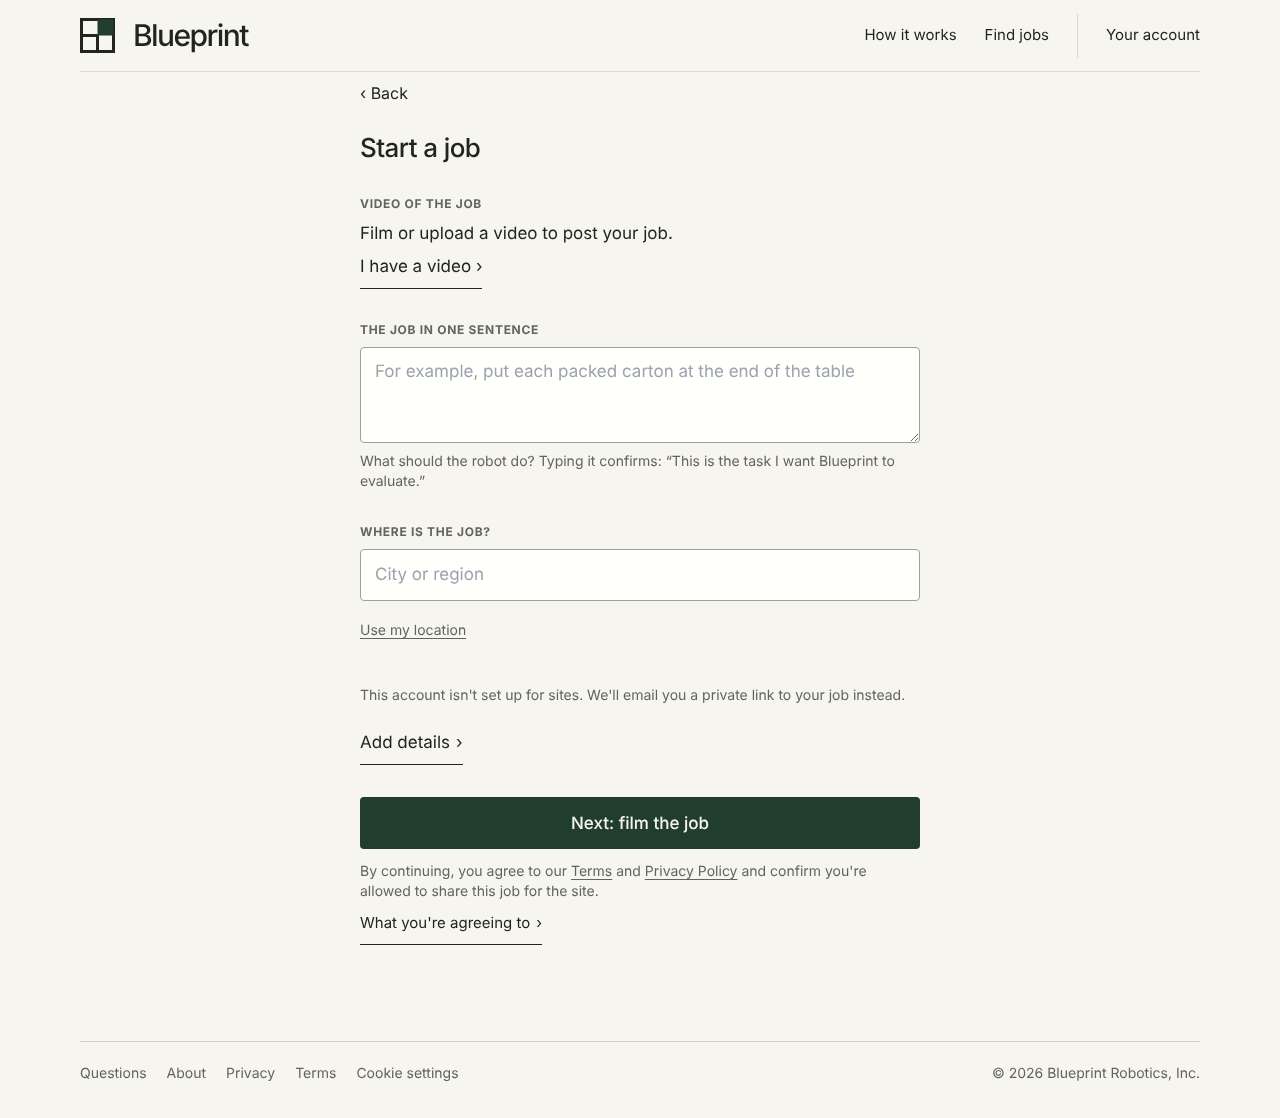 Blueprint
How it works
Find jobs
Your account
‹ Back
Start a job
VIDEO OF THE JOB
Film or upload a video to post your job.
I have a video ›
THE JOB IN ONE SENTENCE
For example, put each packed carton at the end of the table
What should the robot do? Typing it confirms: “This is the task I want Blueprint to
evaluate.”
WHERE IS THE JOB?
City or region
Use my location
This account isn't set up for sites. We'll email you a private link to your job instead.
Add details ›
Next: film the job
By continuing, you agree to our Terms and Privacy Policy and confirm you're
allowed to share this job for the site.
What you're agreeing to ›
Questions
About
Privacy
Terms
Cookie settings
© 2026 Blueprint Robotics, Inc.